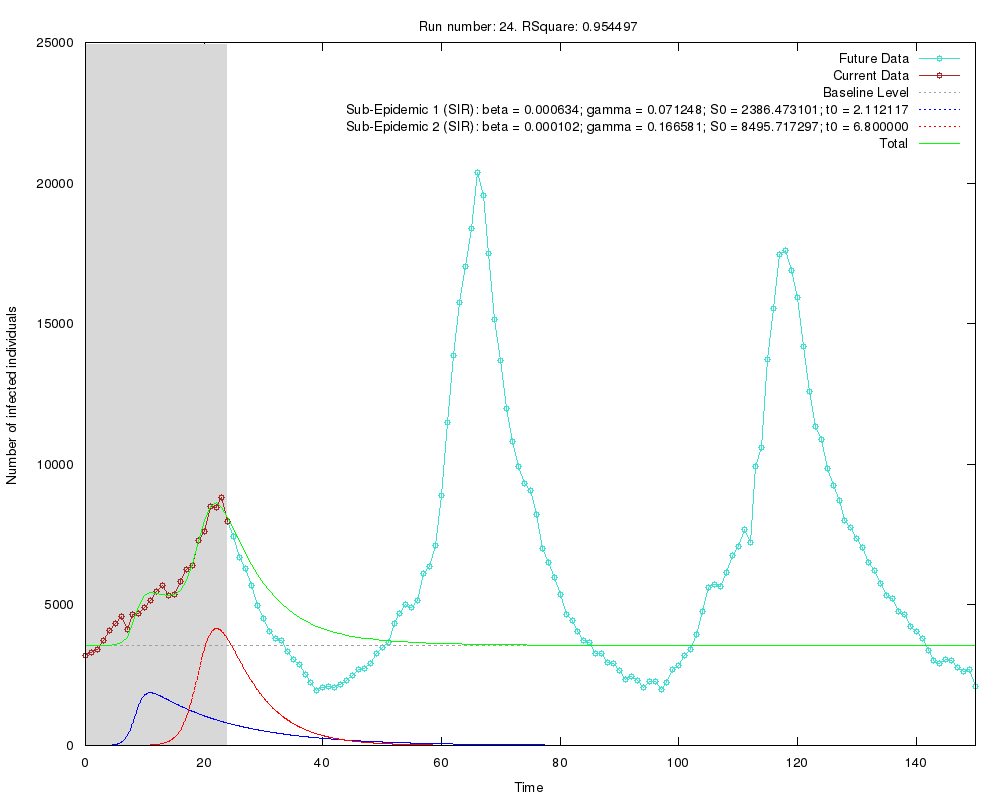 Run number: 24. RSquare: 0.954497
25000
20000
15000
10000
5000
0
Number of infected individuals
Future Data
Current Data
Baseline Level
Sub-Epidemic 1 (SIR): beta = 0.000634; gamma = 0.071248; S0 = 2386.473101; t0 = 2.112117
Sub-Epidemic 2 (SIR): beta = 0.000102; gamma = 0.166581; S0 = 8495.717297; t0 = 6.800000
Total
0 20 40 60 80 100 120 140
Time